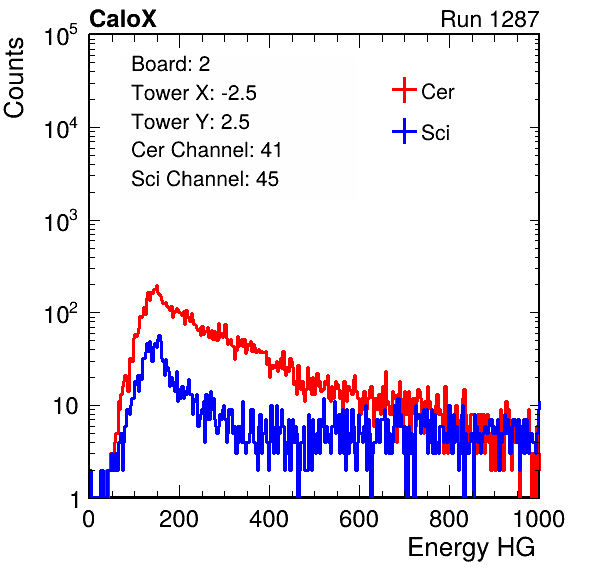 CaloX Run 1287
Counts
Board: 2
Tower X: -2.5
Tower Y: 2.5
Cer Channel: 41
Sci Channel: 45
Cer
Sci
10^5
10^4
10^3
10^2
10
1
0 200 400 600 800 1000
Energy HG